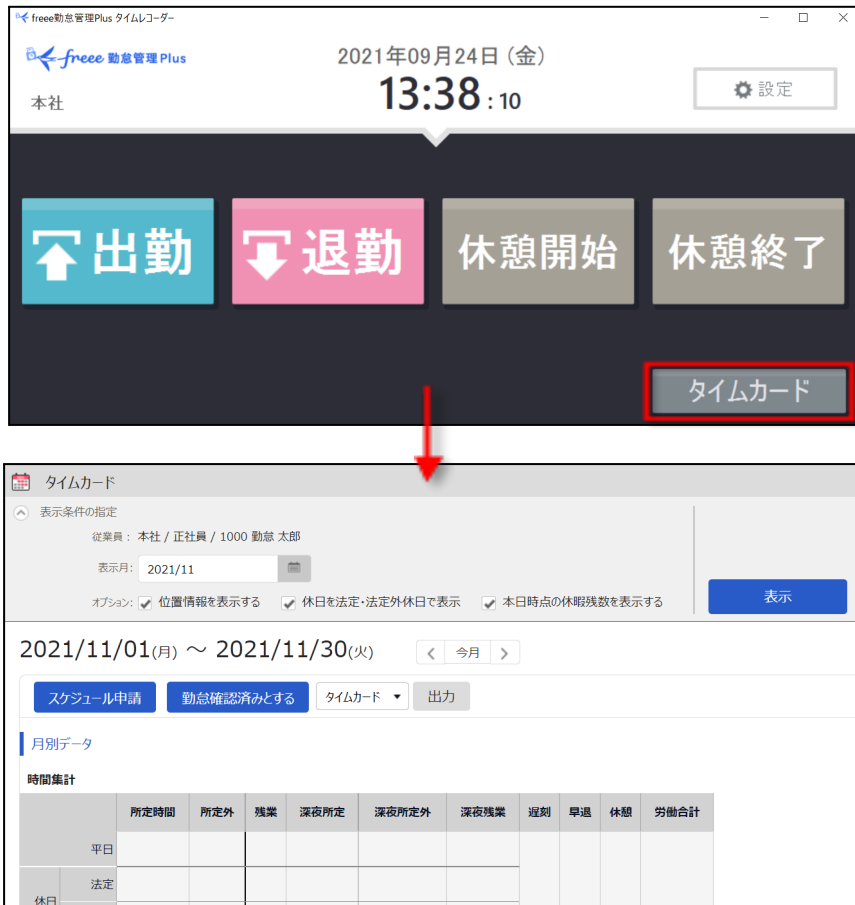 freee勤怠管理Plus タイムレコーダー
freee 勤怠管理Plus
2021年09月24日(金)
本社
13:38:10
設定
出勤
退勤
休憩開始
休憩終了
タイムカード
タイムカード
表示条件の指定
従業員: 本社 / 正社員 / 1000 勤怠 太郎
表示月: 2021/11
オプション: 位置情報を表示する 休日を法定・法定外休日で表示 本日時点の休暇残数を表示する
表示
2021/11/01(月) ～ 2021/11/30(火) < 今月 >
スケジュール申請 勤怠確認済みとする タイムカード 出力
月別データ
時間集計
所定時間 所定外 残業 深夜所定 深夜所定外 深夜残業 遅刻 早退 休憩 労働合計
平日
法定
休日